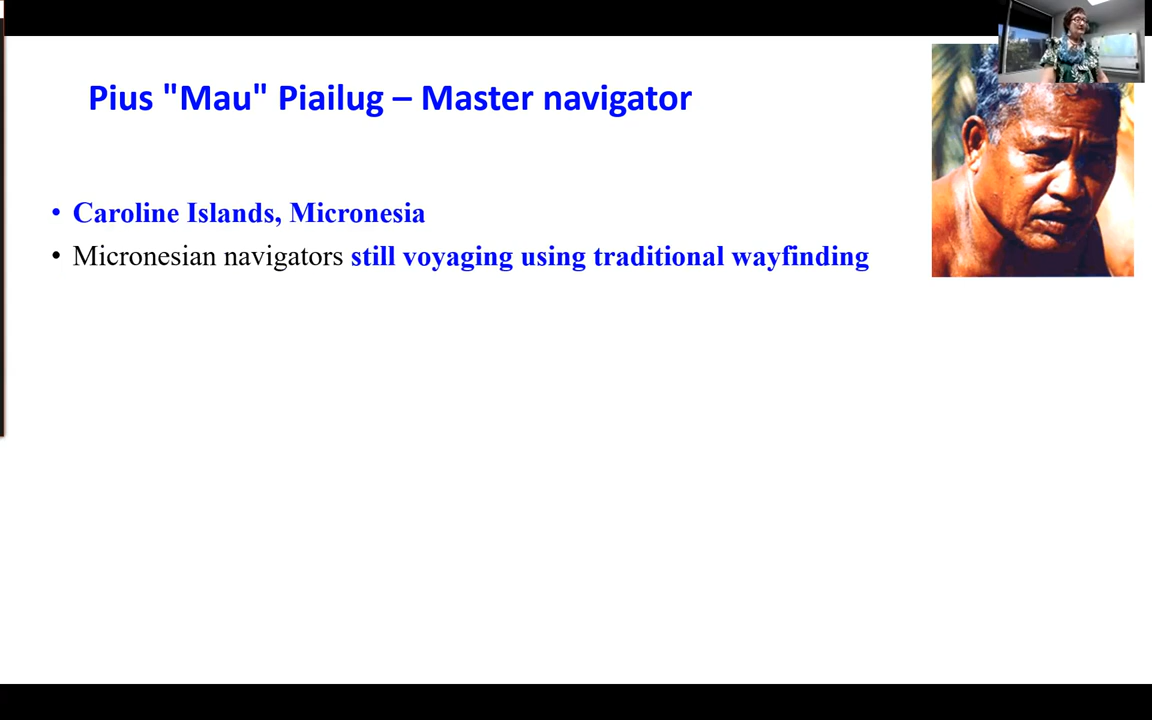 Pius "Mau" Piailug – Master navigator
• Caroline Islands, Micronesia
• Micronesian navigators still voyaging using traditional wayfinding